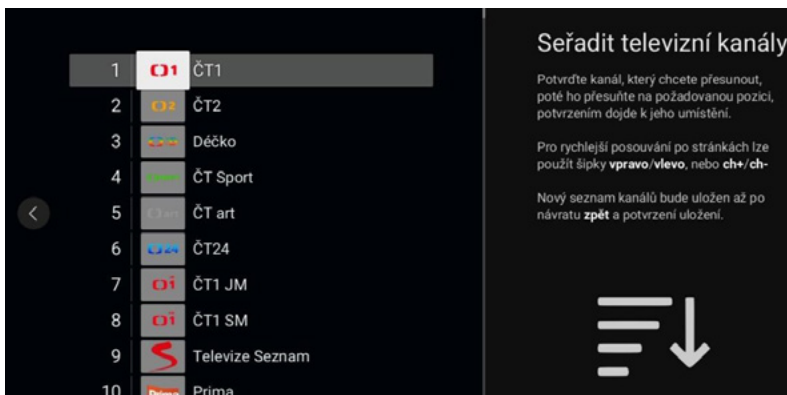 Seřadit televizní kanály
Potvrďte kanál, který chcete přesunout,
poté ho přesuňte na požadovanou pozici,
potvrzením dojde k jeho umístění.
Pro rychlejší posouvání po stránkách lze
použít šipky vpravo/vlevo, nebo ch+/ch-
Nový seznam kanálů bude uložen až po
návratu zpět a potvrzení uložení.
1 ČT1
2 ČT2
3 Déčko
4 ČT Sport
5 ČT art
6 ČT24
7 ČT1 JM
8 ČT1 SM
9 Televize Seznam
10 Prima